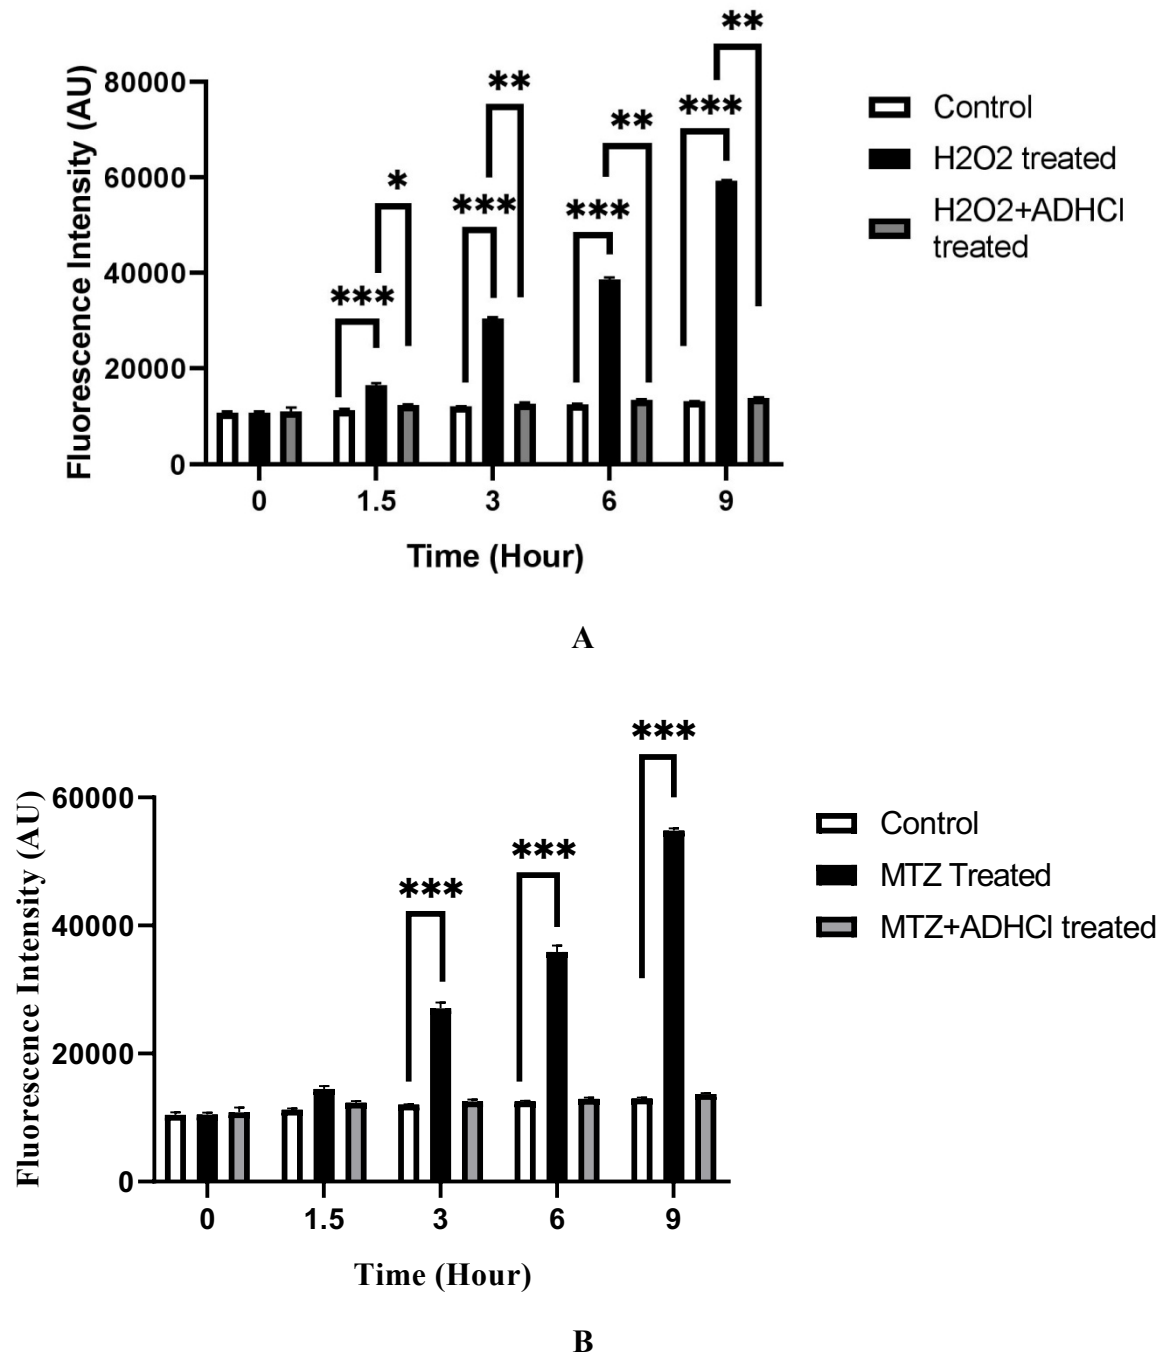 **
80000
Fluorescence Intensity (AU)
**
***
**
Control
H2O2 treated
H2O2+ADHCl
treated
60000
*
***
***
40000
***
20000
0
0 1.5 3 6 9
Time (Hour)
A
***
60000
Fluorescence Intensity (AU)
***
***
Control
MTZ Treated
MTZ+ADHCl treated
40000
20000
0
0 1.5 3 6 9
Time (Hour)
B